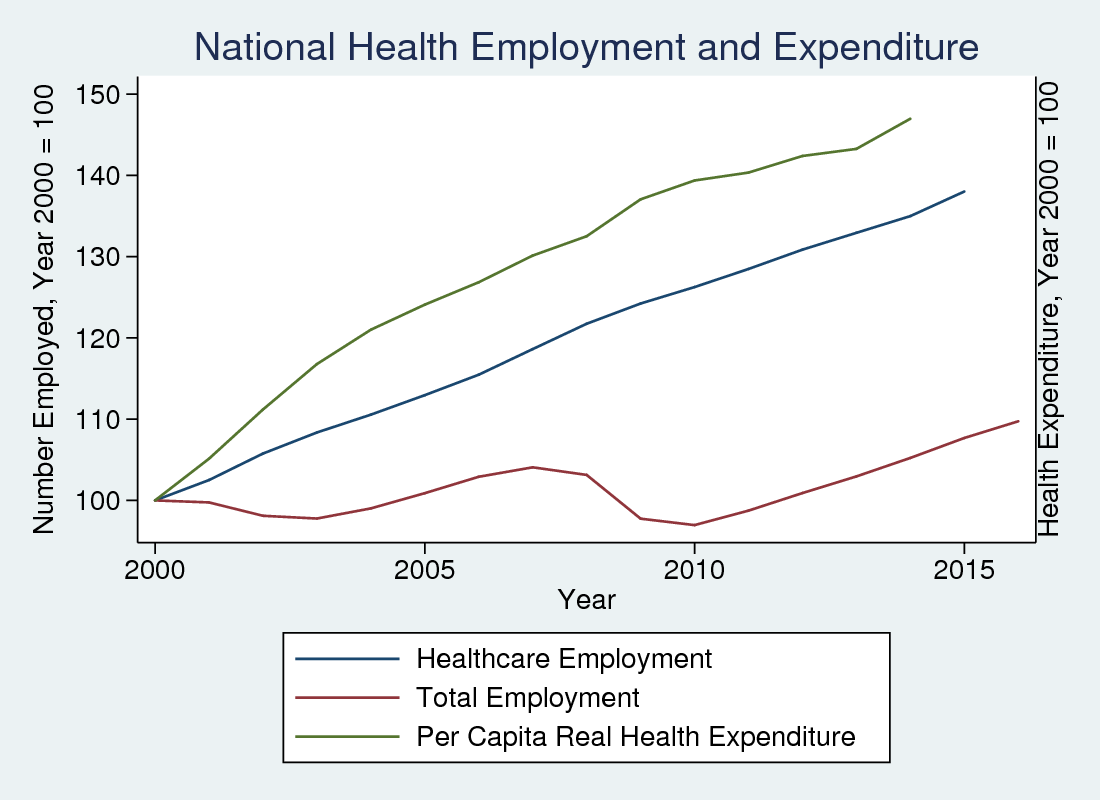 National Health Employment and Expenditure
Number Employed, Year 2000 = 100
150
140
130
120
110
100
Health Expenditure, Year 2000 = 100
2000 2005 2010 2015
Year
Healthcare Employment
Total Employment
Per Capita Real Health Expenditure